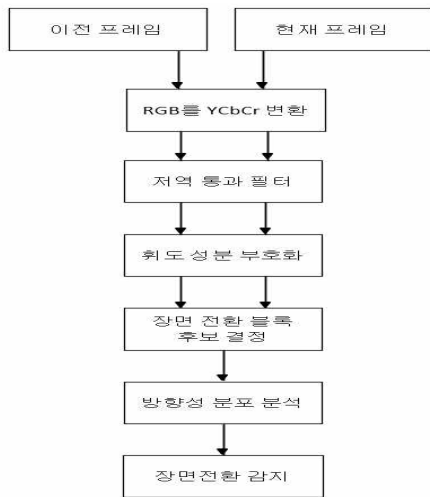 이전 프레임
현재 프레임
RGB를 YCbCr 변환
저역 통과 필터
휘도 성분 부호화
장면 전환 블록
후보 결정
방향성 분포 분석
장면전환 감지